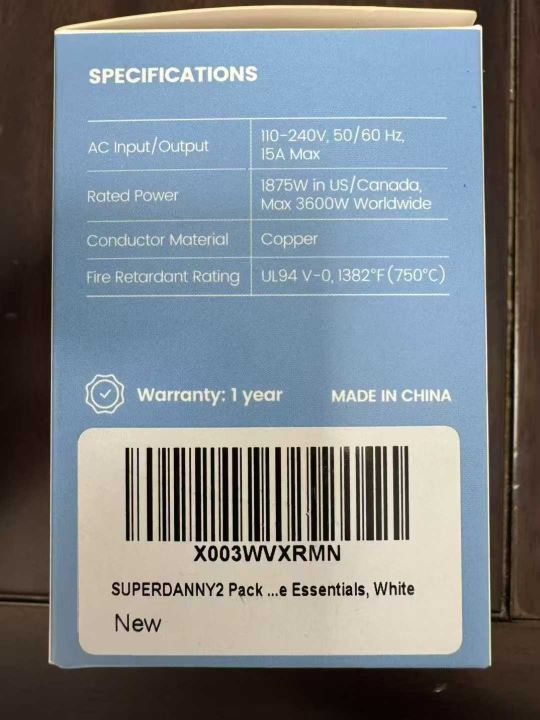 SPECIFICATIONS
AC Input/Output
110-240V, 50/60 Hz,
15A Max
Rated Power
1875W in US/Canada,
Max 3600W Worldwide
Conductor Material
Copper
Fire Retardant Rating
UL94 V-0, 1382°F (750°C)
Warranty: 1 year
MADE IN CHINA
X003WVXRMN
SUPERDANNY2 Pack ...e Essentials, White
New